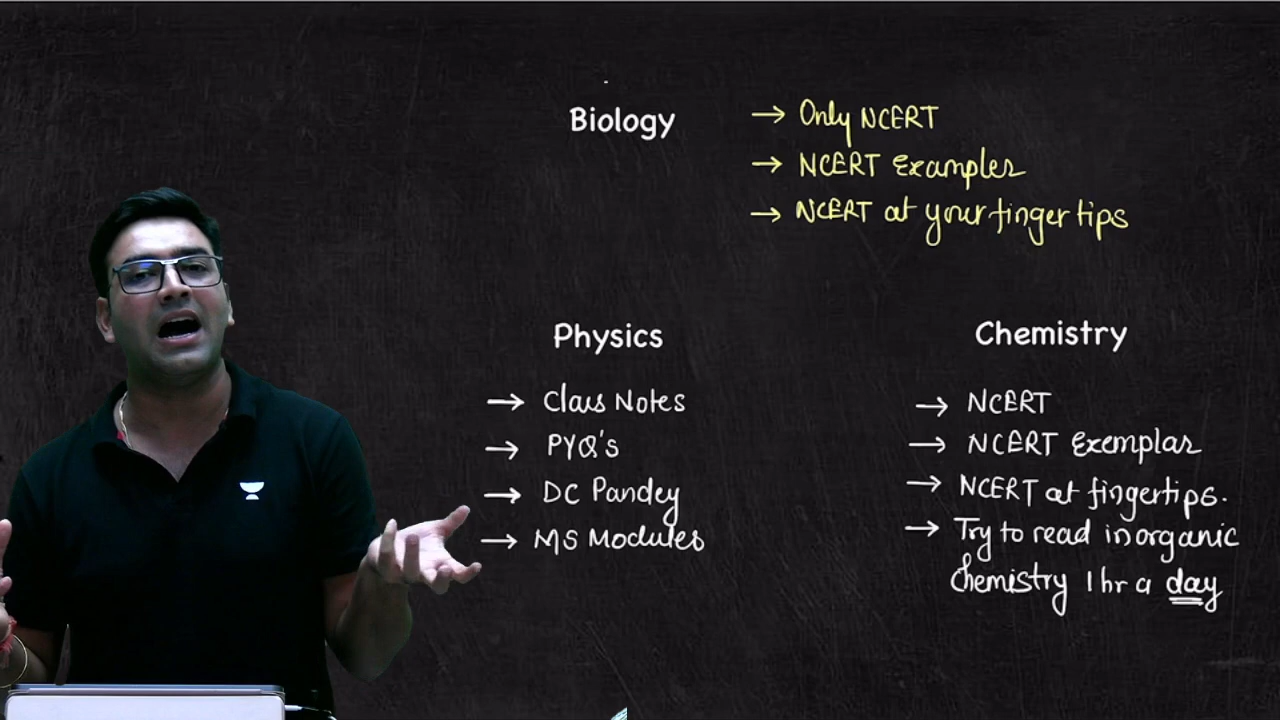 Biology
→ Only NCERT
→ NCERT Examples
→ NCERT at your finger tips
Physics
→ Class Notes
→ PYQ's
→ DC Pandey
→ MS Modules
Chemistry
→ NCERT
→ NCERT Exemplar
→ NCERT at fingertips.
→ Try to read inorganic
Chemistry 1 hr a day